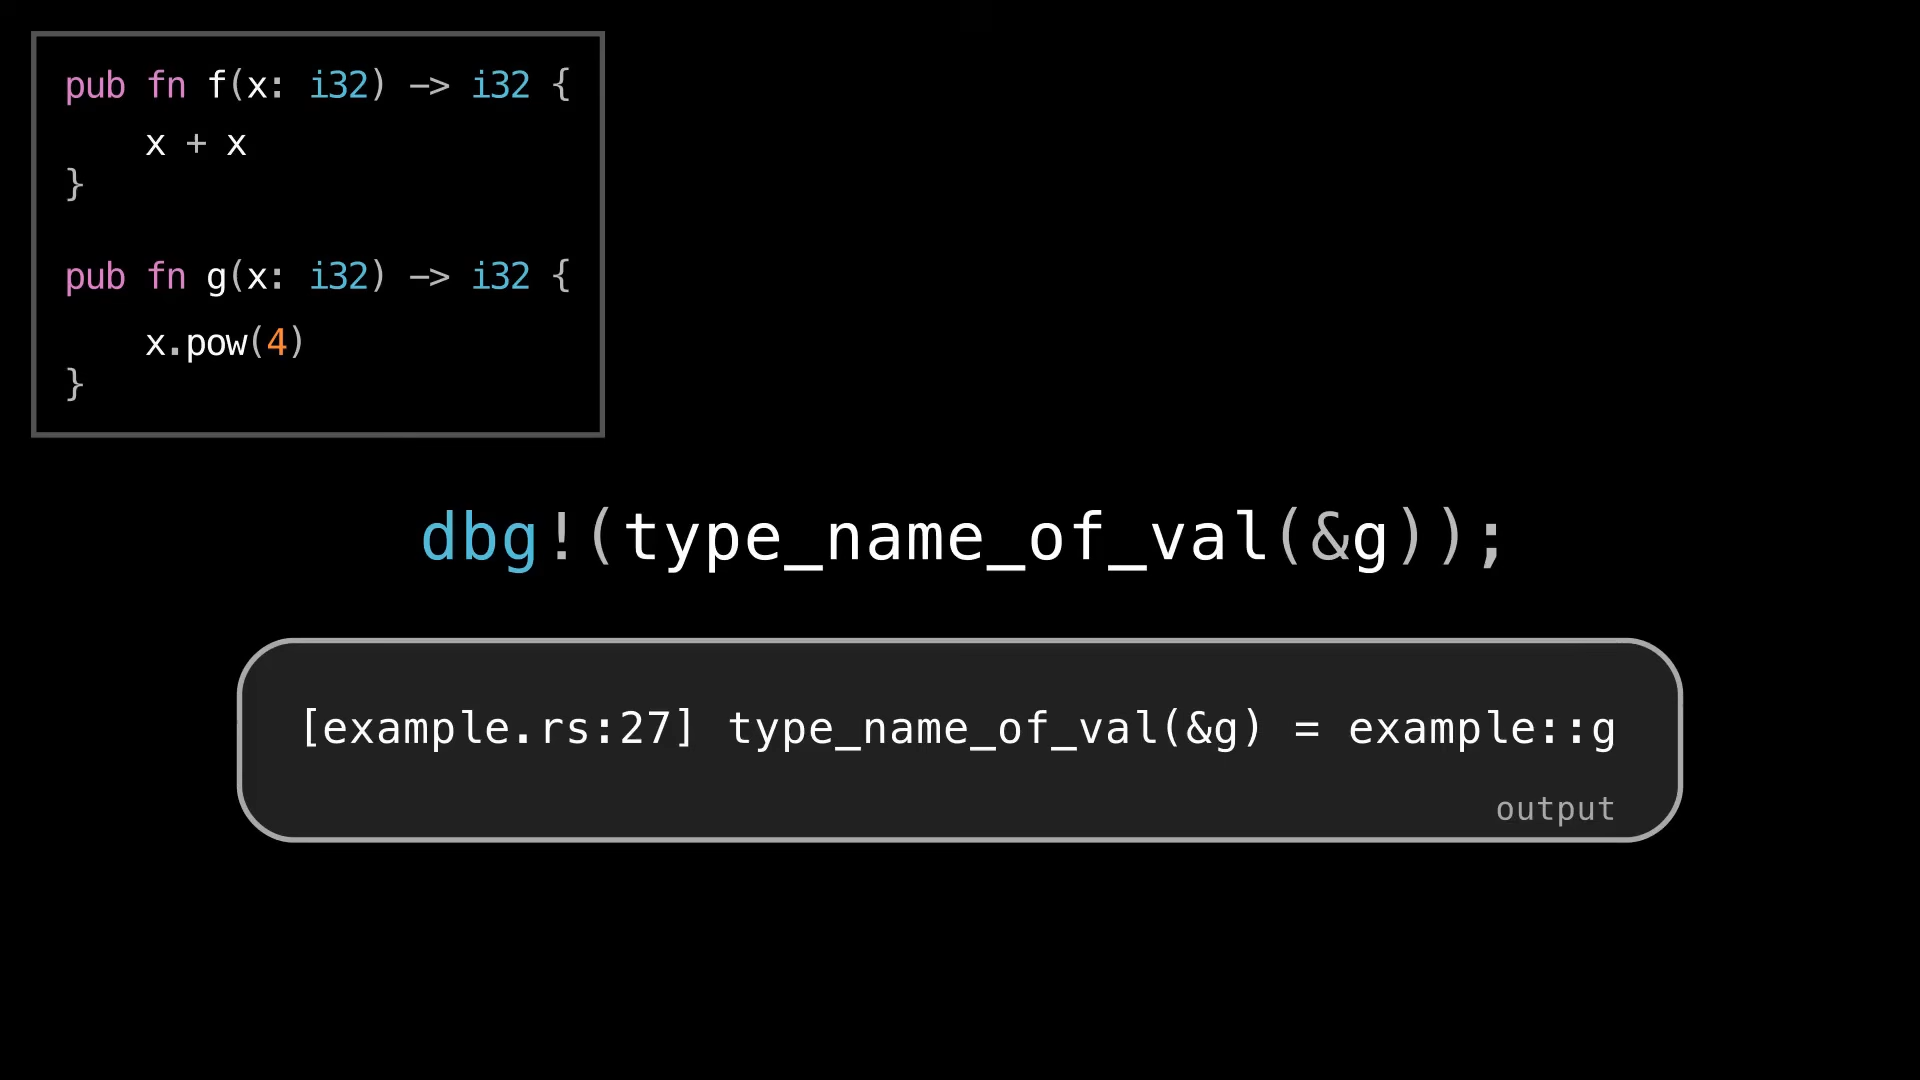 pub fn f(x: i32) -> i32 {
    x + x
}
pub fn g(x: i32) -> i32 {
    x.pow(4)
}
dbg!(type_name_of_val(&g));
[example.rs:27] type_name_of_val(&g) = example::g
output